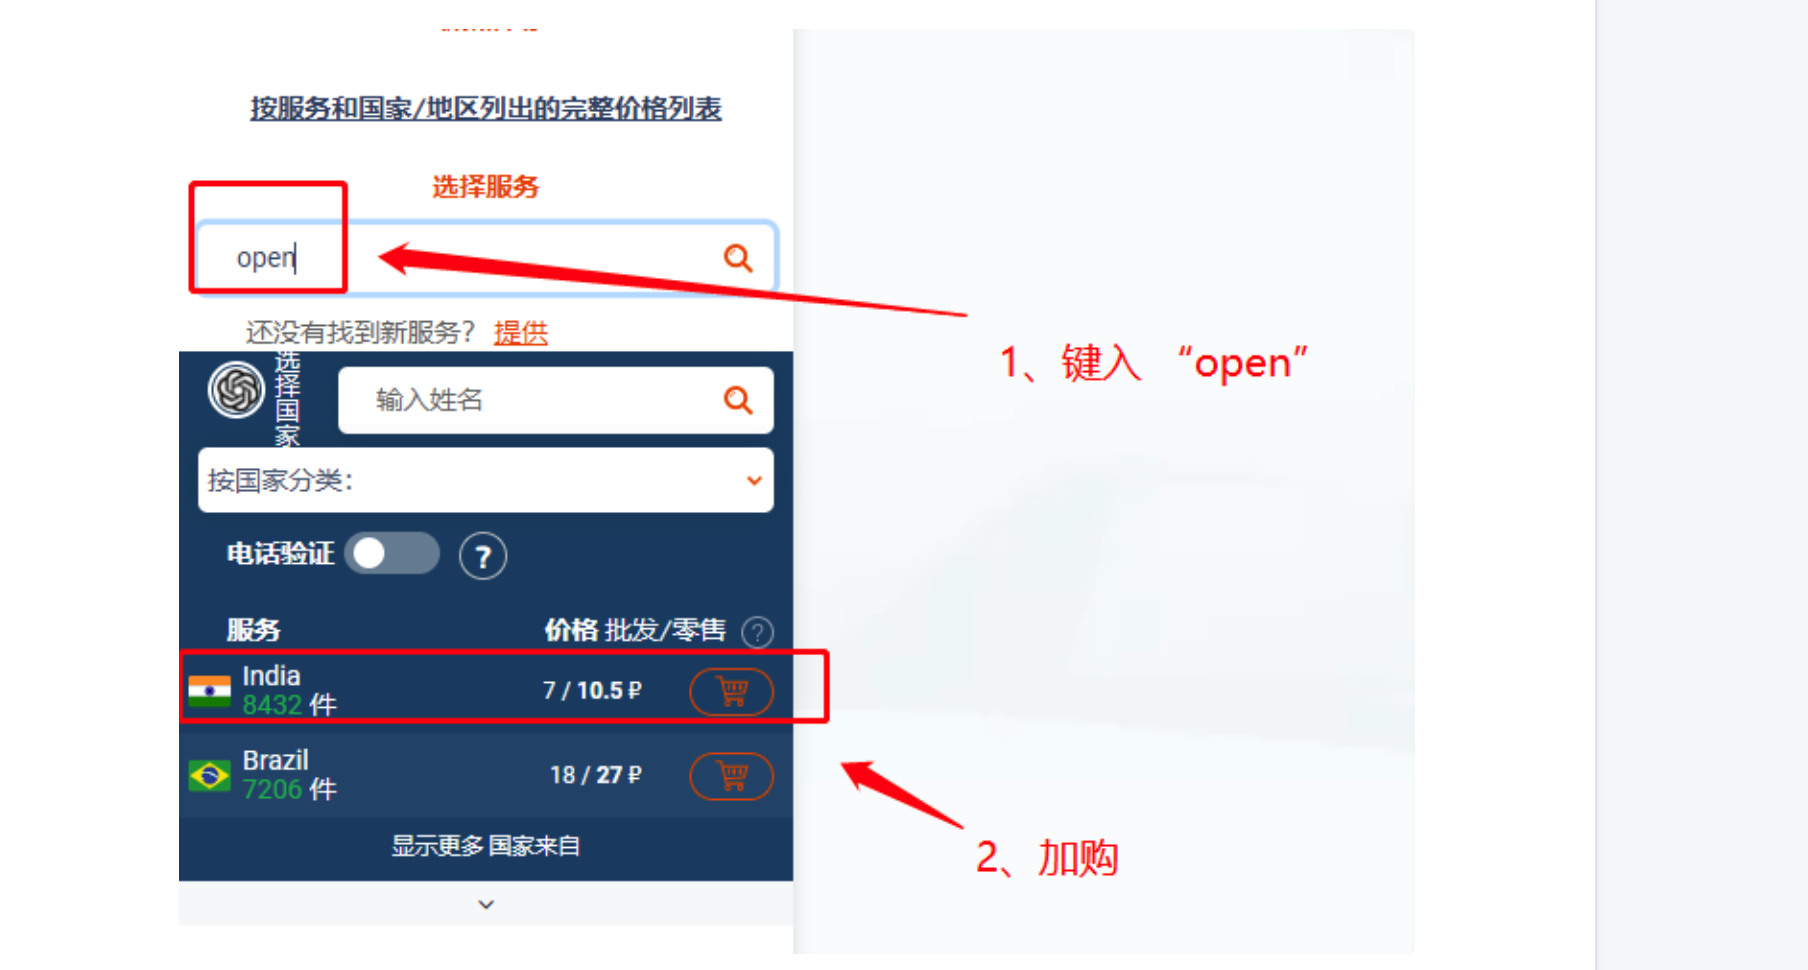 按服务和国家/地区列出的完整价格列表
选择服务
open
还没有找到新服务? 提供
1、键入 “open”
选择国家
输入姓名
按国家分类:
电话验证
?
服务
价格 批发/零售 ?
India
8432 件
7 / 10.5 ₽
Brazil
7206 件
18 / 27 ₽
2、加购
显示更多 国家来自